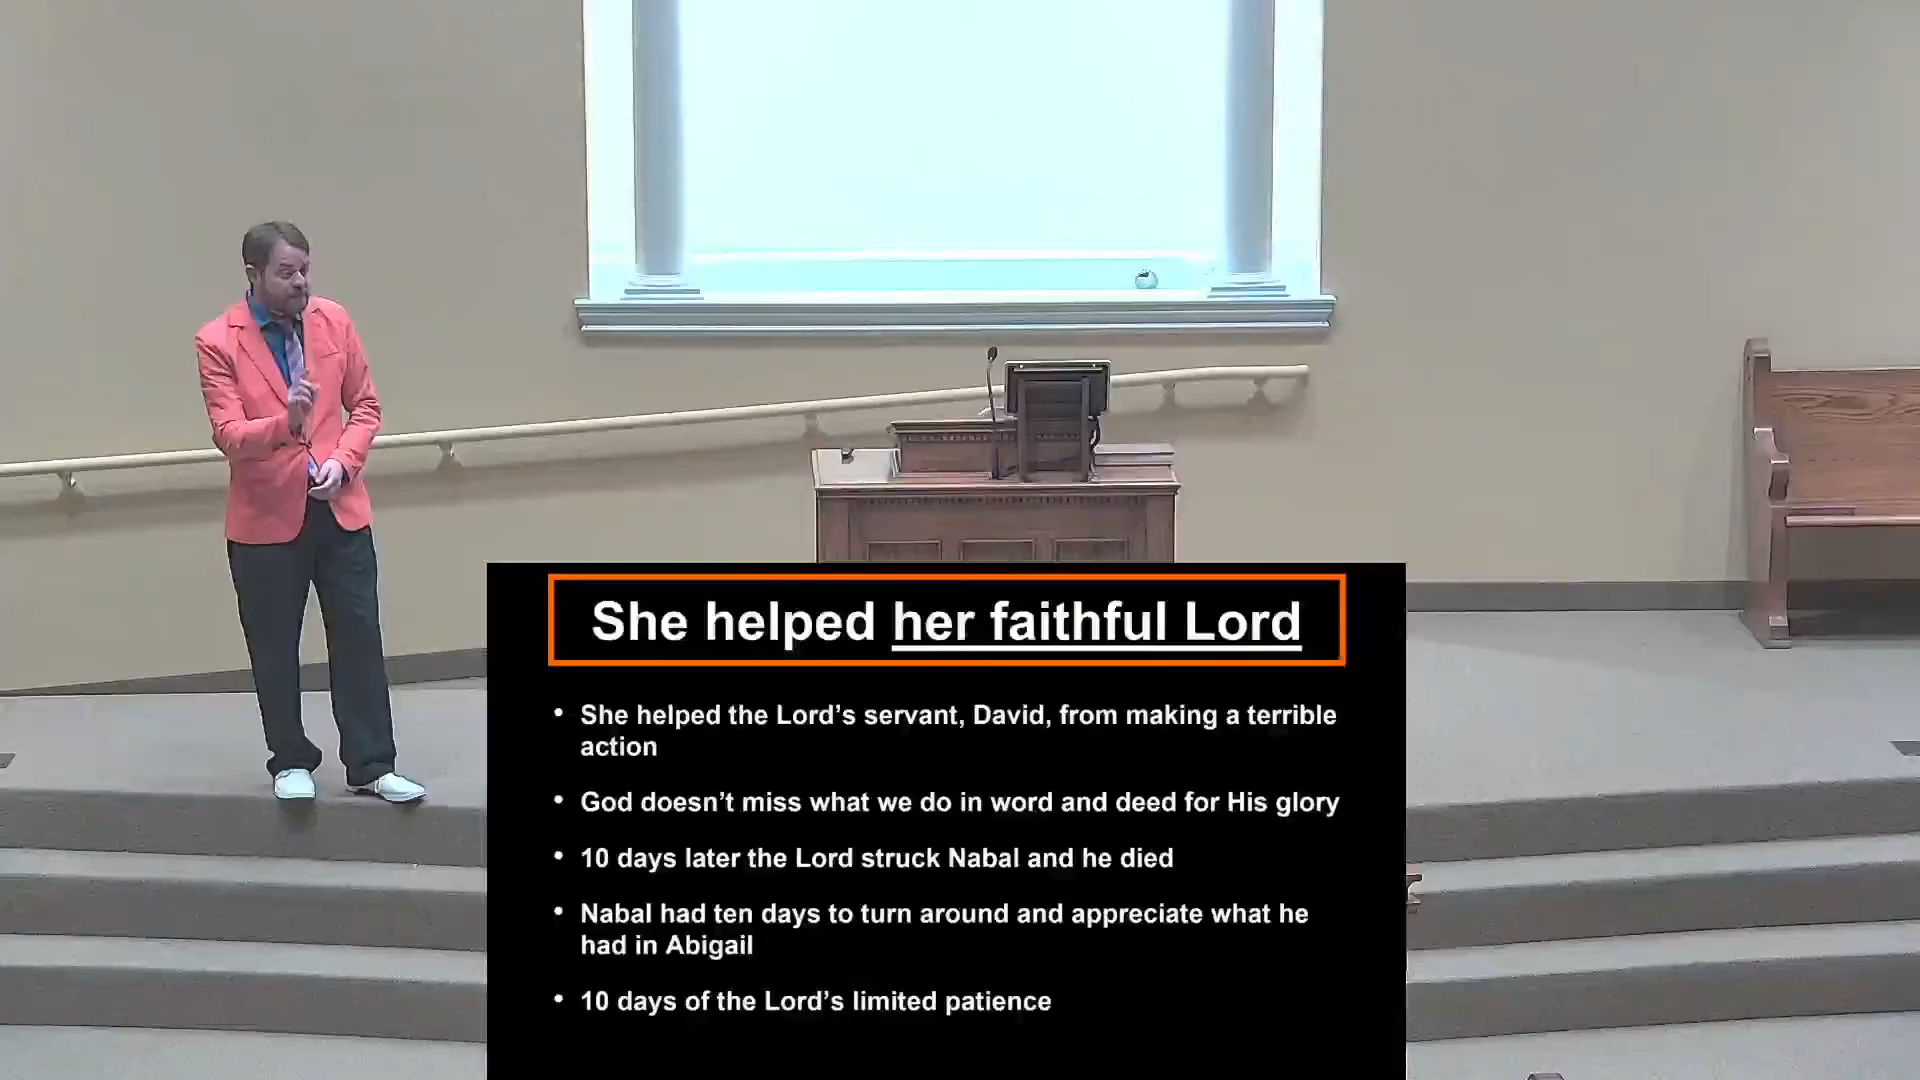 She helped her faithful Lord
• She helped the Lord’s servant, David, from making a terrible
action
• God doesn’t miss what we do in word and deed for His glory
• 10 days later the Lord struck Nabal and he died
• Nabal had ten days to turn around and appreciate what he
had in Abigail
• 10 days of the Lord’s limited patience